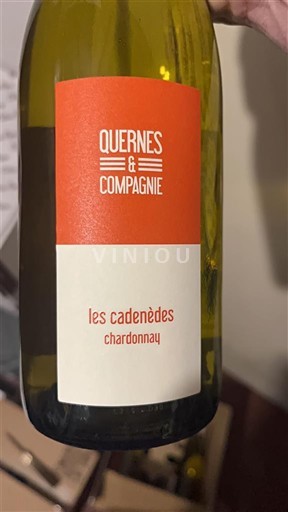 QUERNES
&
COMPAGNIE
VINIOU
les cadenèdes
chardonnay